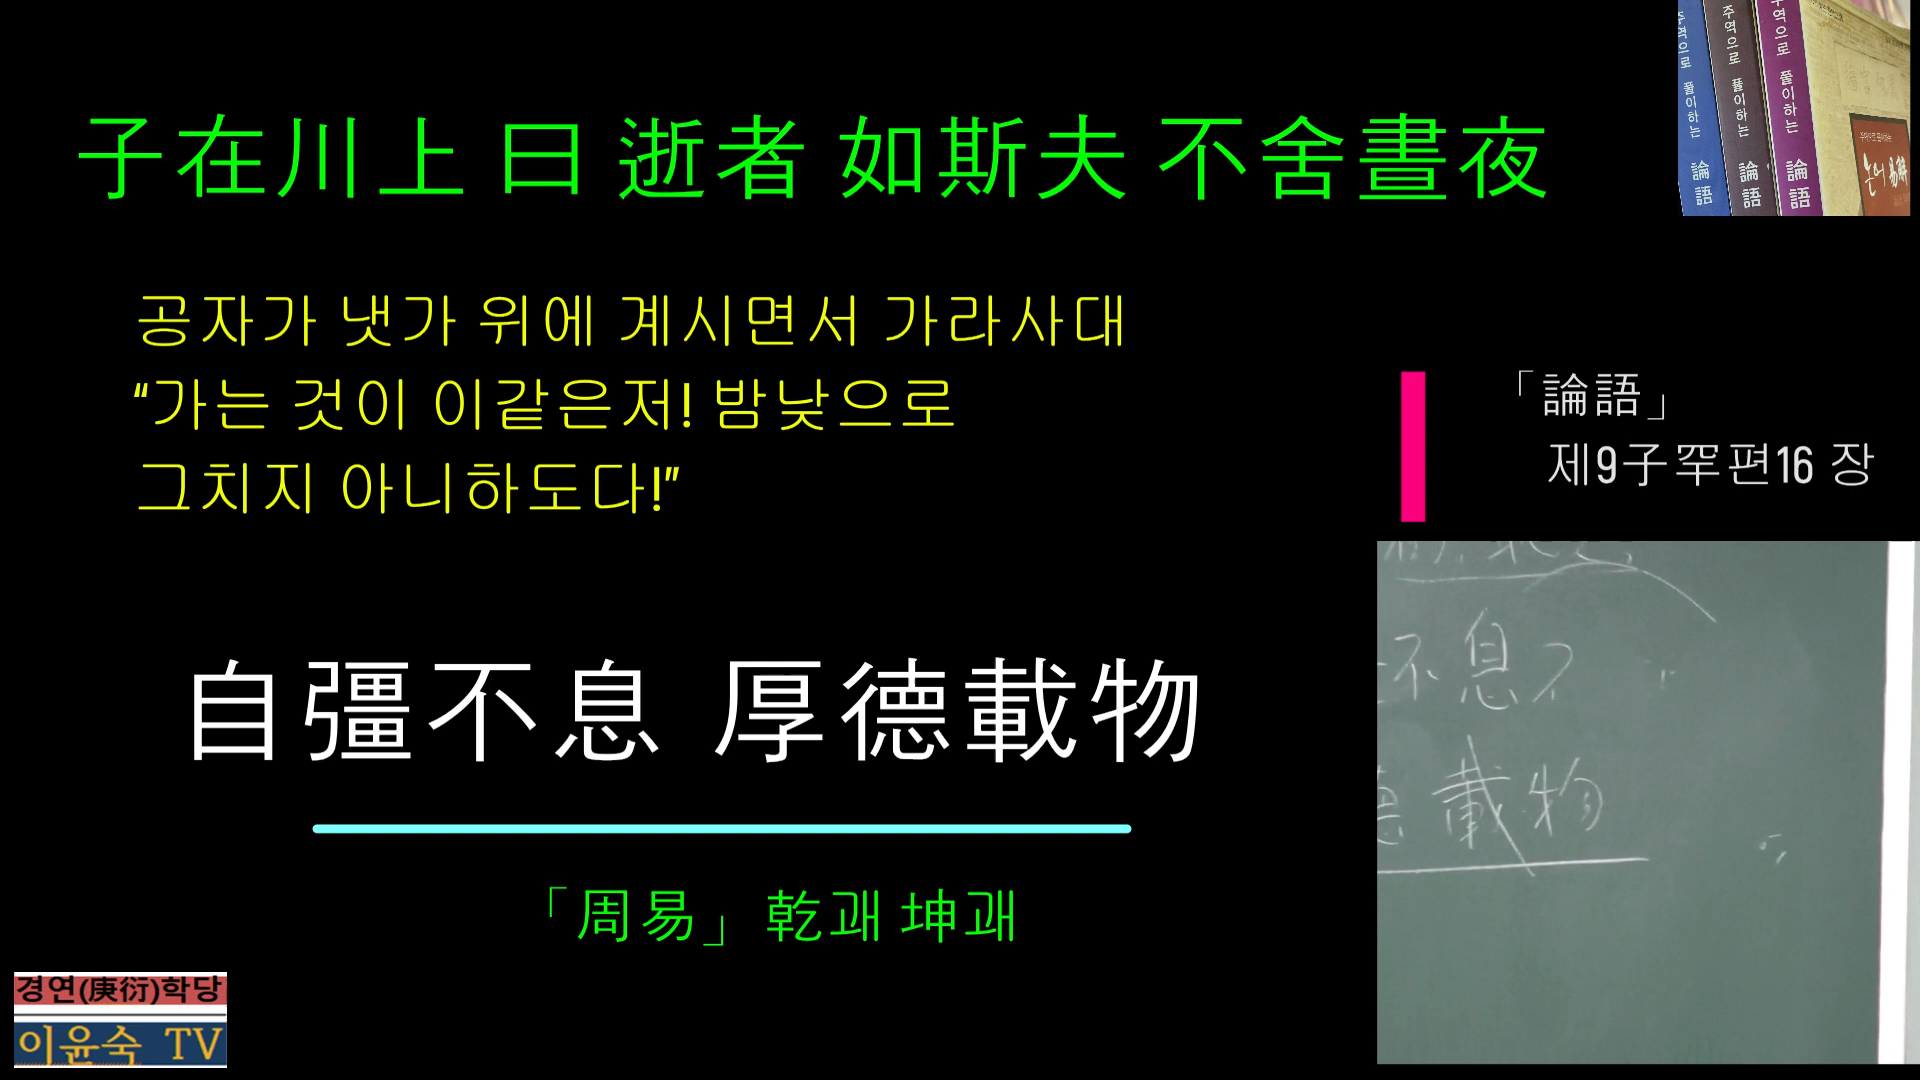 子在川上 曰 逝者 如斯夫 不舍晝夜
주역으로 풀이하는 論語
주역으로 풀이하는 論語
주역으로 풀이하는 論語
공자가 냇가 위에 계시면서 가라사대
“가는 것이 이같은저! 밤낮으로
그치지 아니하도다!”
「論語」
제9子罕편16 장
自彊不息 厚德載物
不息不
德載物
「周易」乾괘 坤괘
경연(庚衍)학당
이윤숙 TV